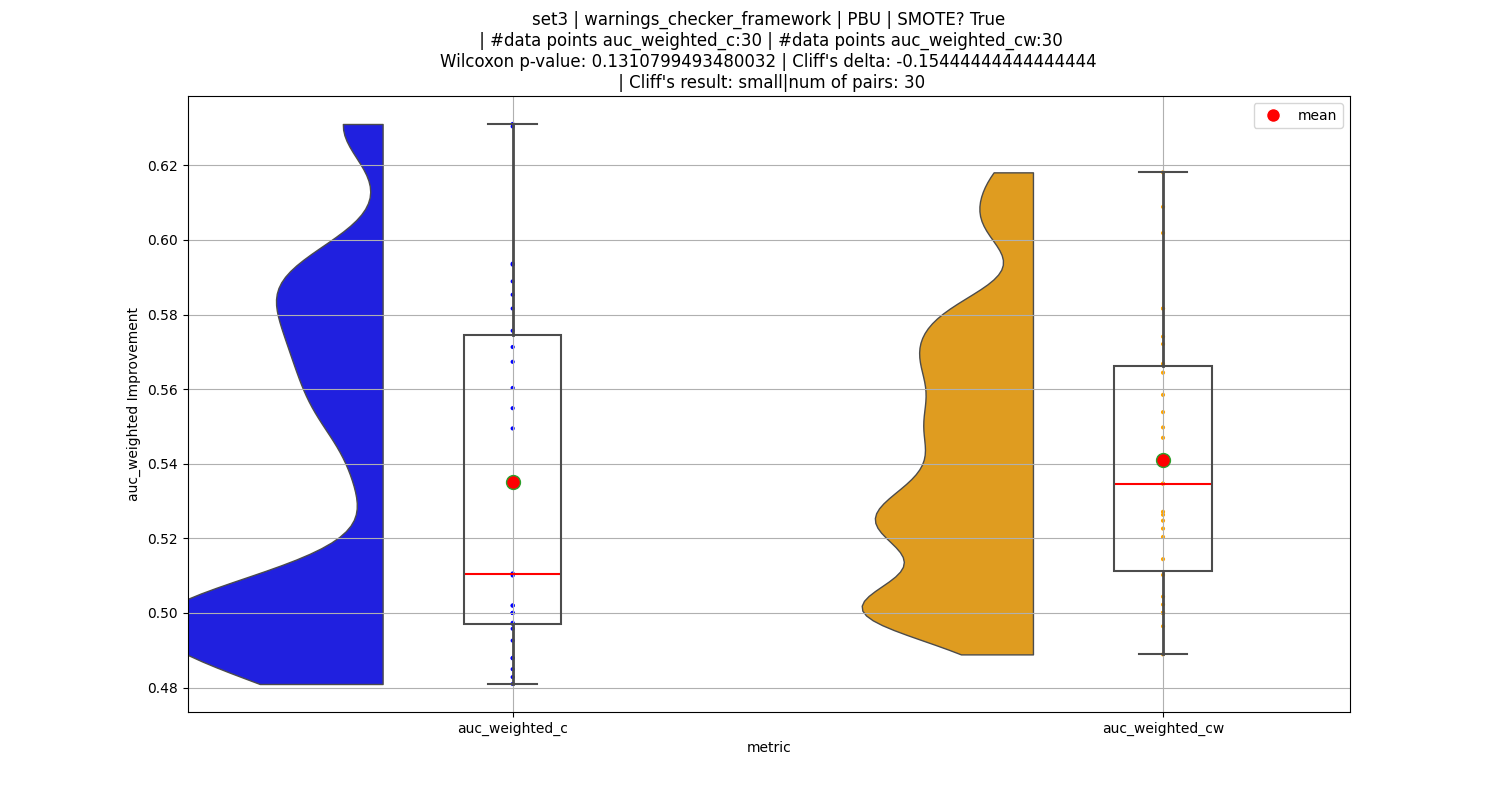 set3 | warnings_checker_framework | PBU | SMOTE? True
| #data points auc_weighted_c:30 | #data points auc_weighted_cw:30
Wilcoxon p-value: 0.1310799493480032 | Cliff's delta: -0.15444444444444444
| Cliff's result: small|num of pairs: 30
mean
0.62
0.60
0.58
0.56
0.54
0.52
0.50
0.48
auc_weighted Improvement
auc_weighted_c
auc_weighted_cw
metric